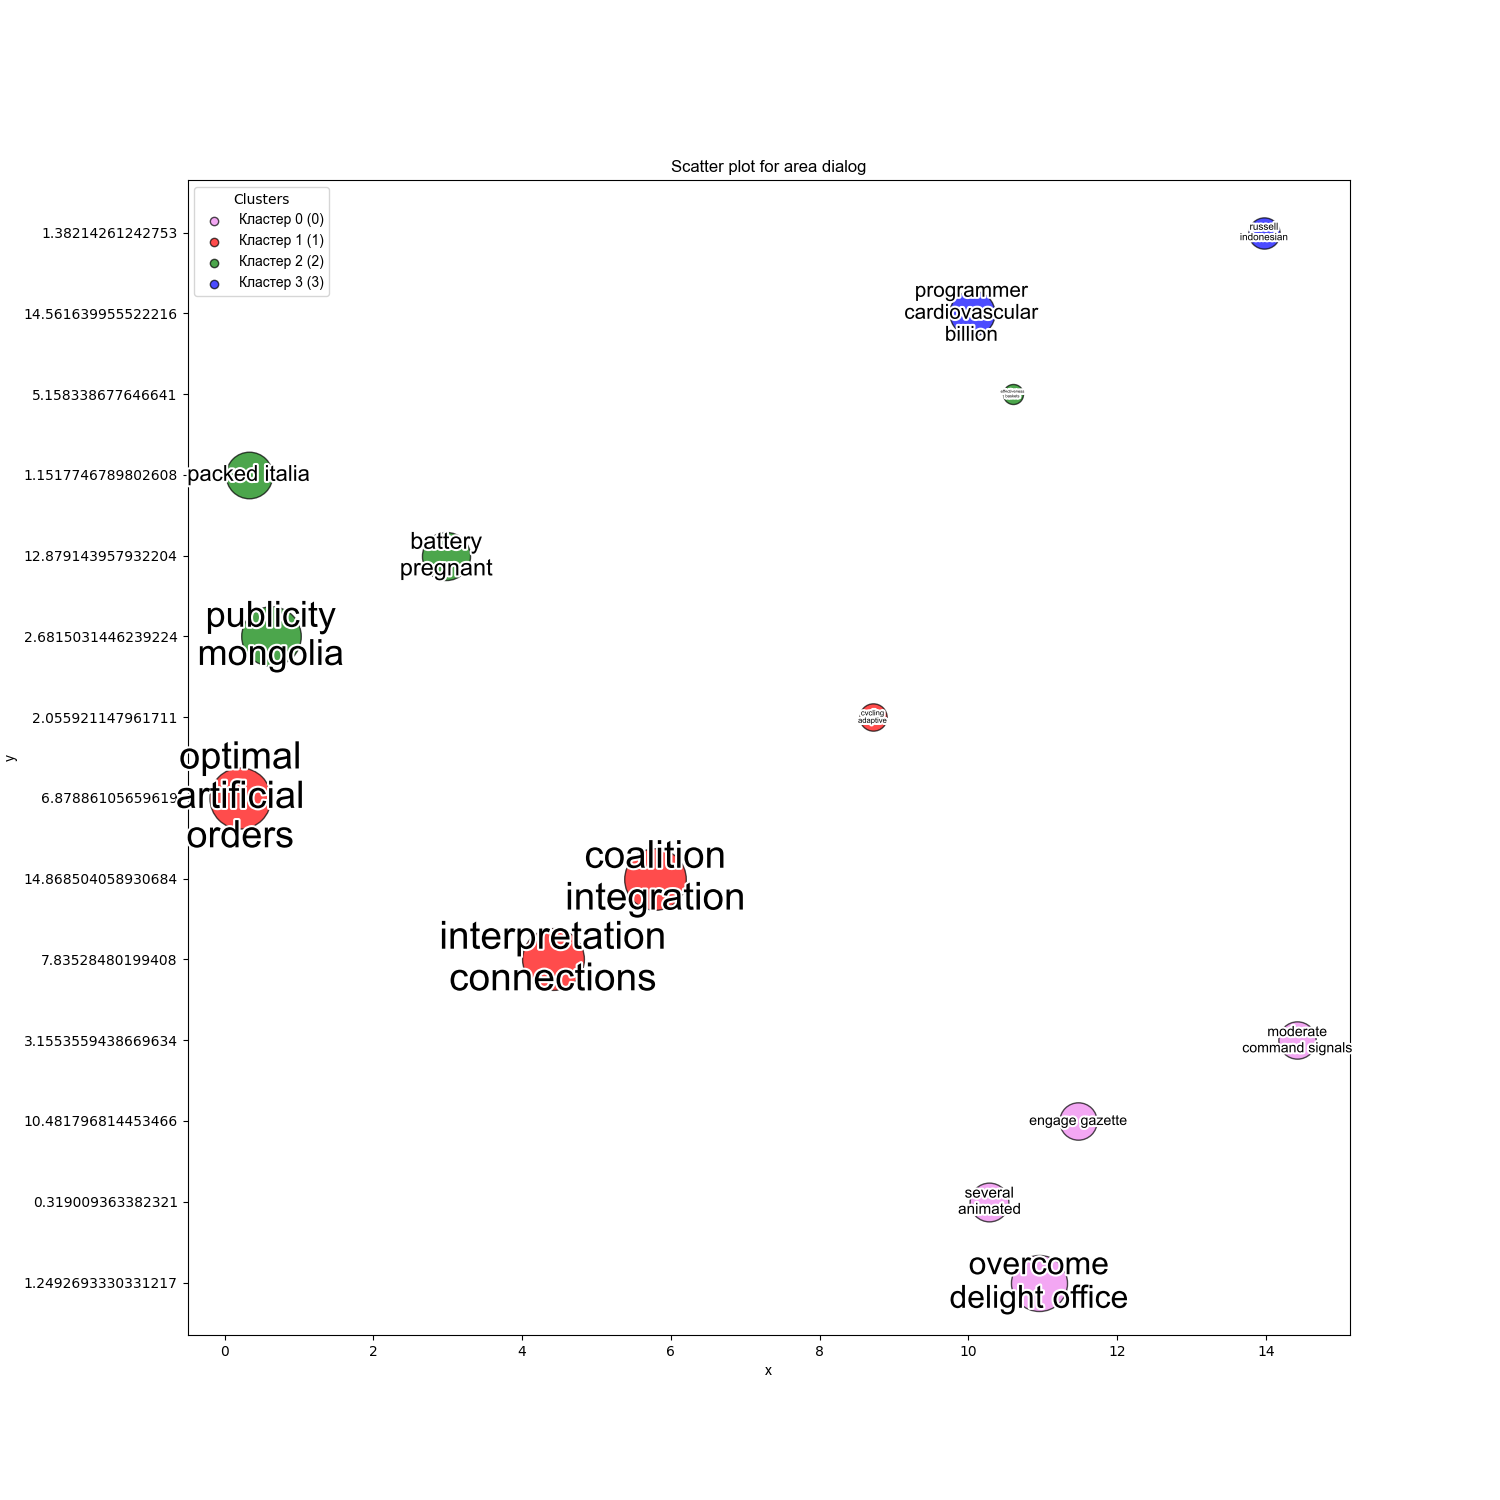 Scatter plot for area dialog
Clusters
Кластер 0 (0)
Кластер 1 (1)
Кластер 2 (2)
Кластер 3 (3)
1.38214261242753
14.561639955522216
5.158338677646641
1.1517746789802608
12.879143957932204
2.6815031446239224
2.055921147961711
6.87886105659619
14.868504058930684
7.83528480199408
3.1553559438669634
10.481796814453466
0.319009363382321
1.2492693330331217
y
russell
indonesian
programmer
cardiovascular
billion
effectiveness
baskets
packed italia
battery
pregnant
publicity
mongolia
cycling
adaptive
optimal
artificial
orders
coalition
integration
interpretation
connections
moderate
command signals
engage gazette
several
animated
overcome
delight office
0 2 4 6 8 10 12 14
x